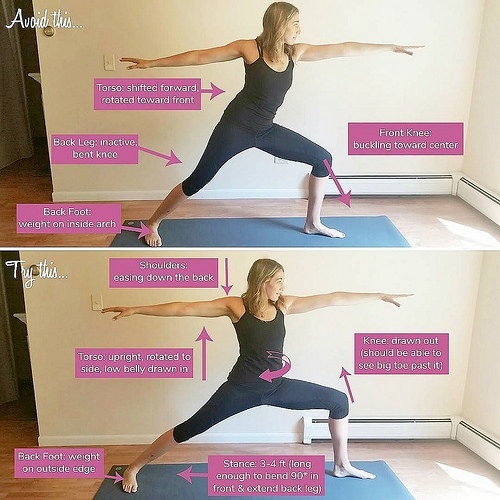 Avoid this...
Torso: shifted forward,
rotated toward front
Front Knee:
buckling toward center
Back Leg: inactive,
bent knee
Back Foot:
weight on inside arch
Try this...
Shoulders:
easing down the back
Torso: upright, rotated to
side, low belly drawn in
Knee: drawn out
(should be able to
see big toe past it)
Back Foot: weight
on outside edge
Stance: 3-4 ft (long
enough to bend 90° in
front & extend back leg)